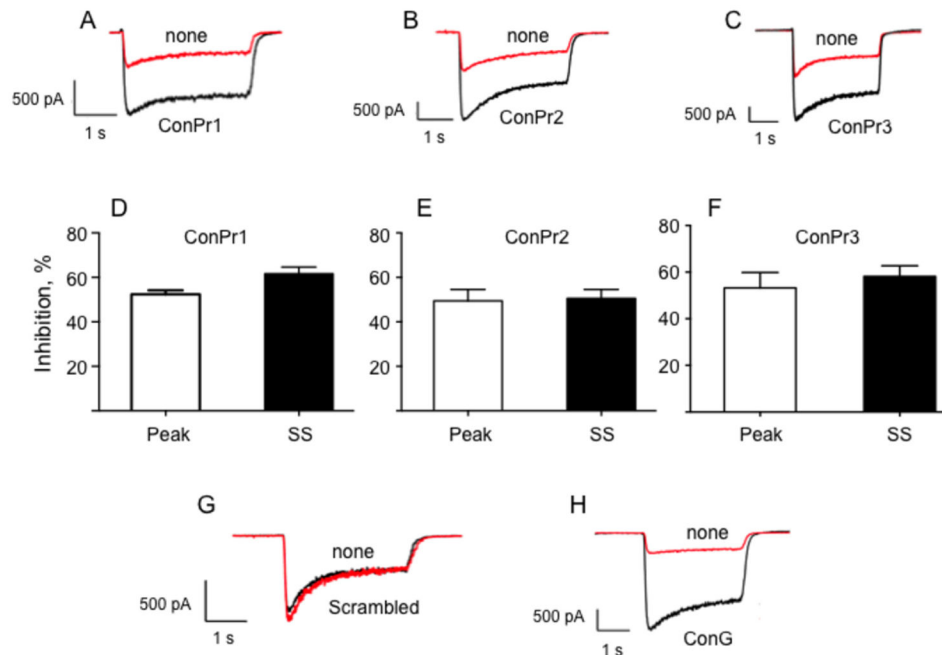 A
none
500 pA
1 s
ConPr1
B
none
500 pA
1 s
ConPr2
C
none
500 pA
1 s
ConPr3
D
ConPr1
Inhibition, %
80
60
40
20
Peak SS
E
ConPr2
80
60
40
20
Peak SS
F
ConPr3
80
60
40
20
Peak SS
G
none
500 pA
1 s
Scrambled
H
none
500 pA
1 s
ConG